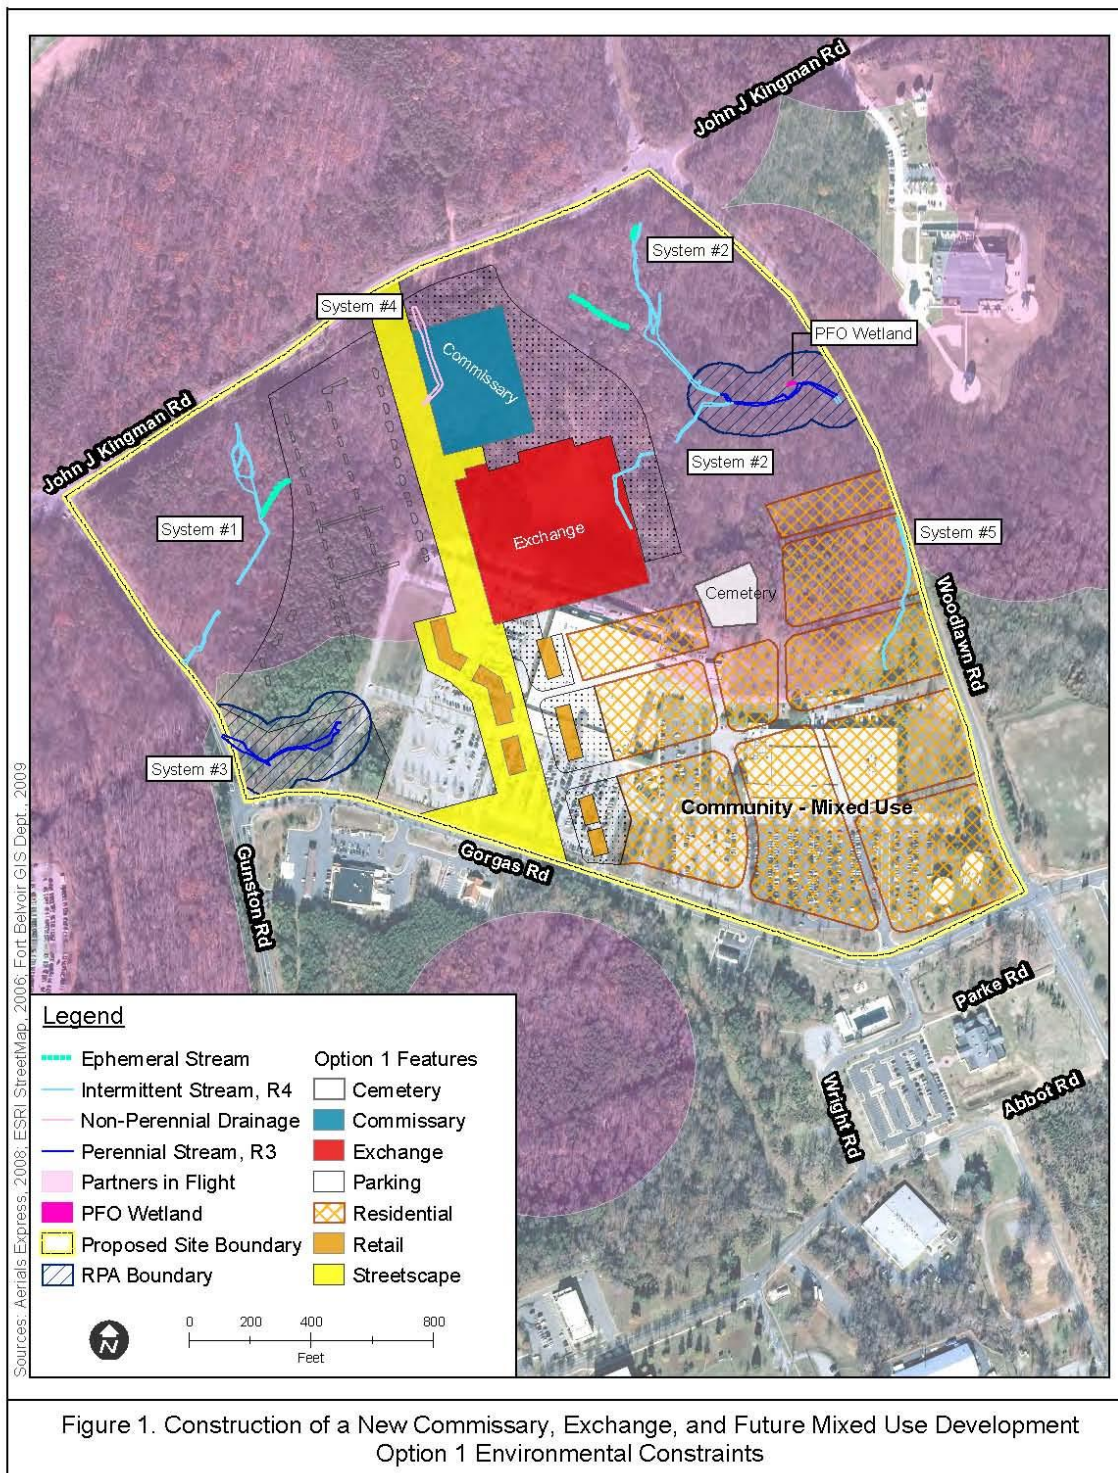 John J Kingman Rd
System #2
System #4
PFO Wetland
Commissary
John J Kingman Rd
System #2
System #1
Exchange
System #5
Cemetery
Woodlawn Rd
System #3
Community - Mixed Use
Gorgas Rd
Gunston Rd
Parke Rd
Abbot Rd
Wright Rd
Sources: Aerials Express, 2008; ESRI StreetMap, 2006; Fort Belvoir GIS Dept., 2009
Legend
Ephemeral Stream
Intermittent Stream, R4
Non-Perennial Drainage
Perennial Stream, R3
Partners in Flight
PFO Wetland
Proposed Site Boundary
RPA Boundary
Option 1 Features
Cemetery
Commissary
Exchange
Parking
Residential
Retail
Streetscape
N
0 200 400 800
Feet
Figure 1. Construction of a New Commissary, Exchange, and Future Mixed Use Development
Option 1 Environmental Constraints